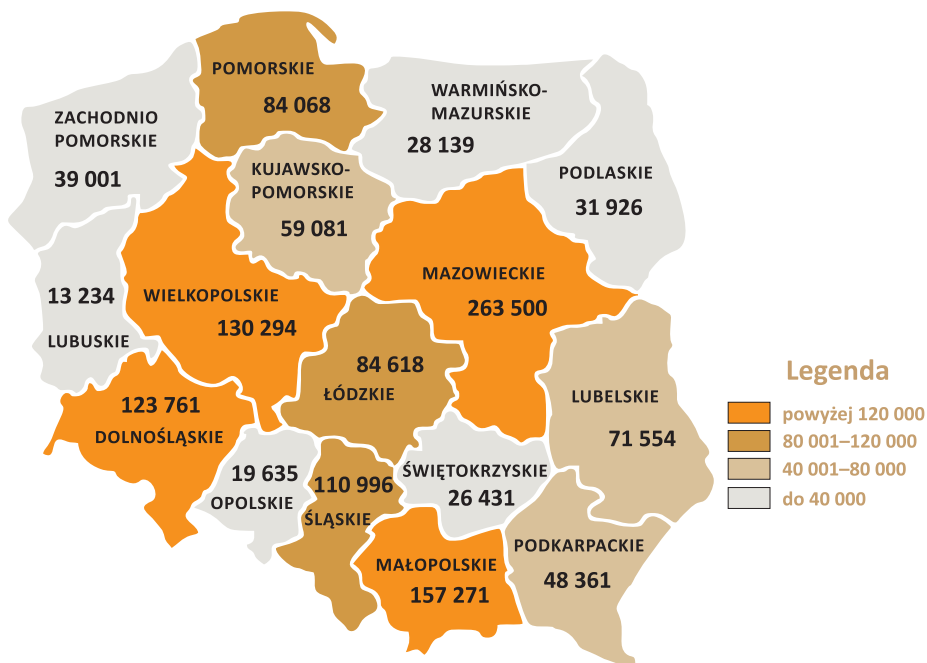 POMORSKIE
84 068
WARMIŃSKO-
MAZURSKIE
28 139
ZACHODNIO
POMORSKIE
39 001
KUJAWSKO-
POMORSKIE
59 081
PODLASKIE
31 926
MAZOWIECKIE
263 500
13 234
LUBUSKIE
WIELKOPOLSKIE
130 294
84 618
ŁÓDZKIE
LUBELSKIE
71 554
123 761
DOLNOŚLĄSKIE
19 635
OPOLSKIE
110 996
ŚLĄSKIE
ŚWIĘTOKRZYSKIE
26 431
MAŁOPOLSKIE
157 271
PODKARPACKIE
48 361
Legenda
powyżej 120 000
80 001–120 000
40 001–80 000
do 40 000